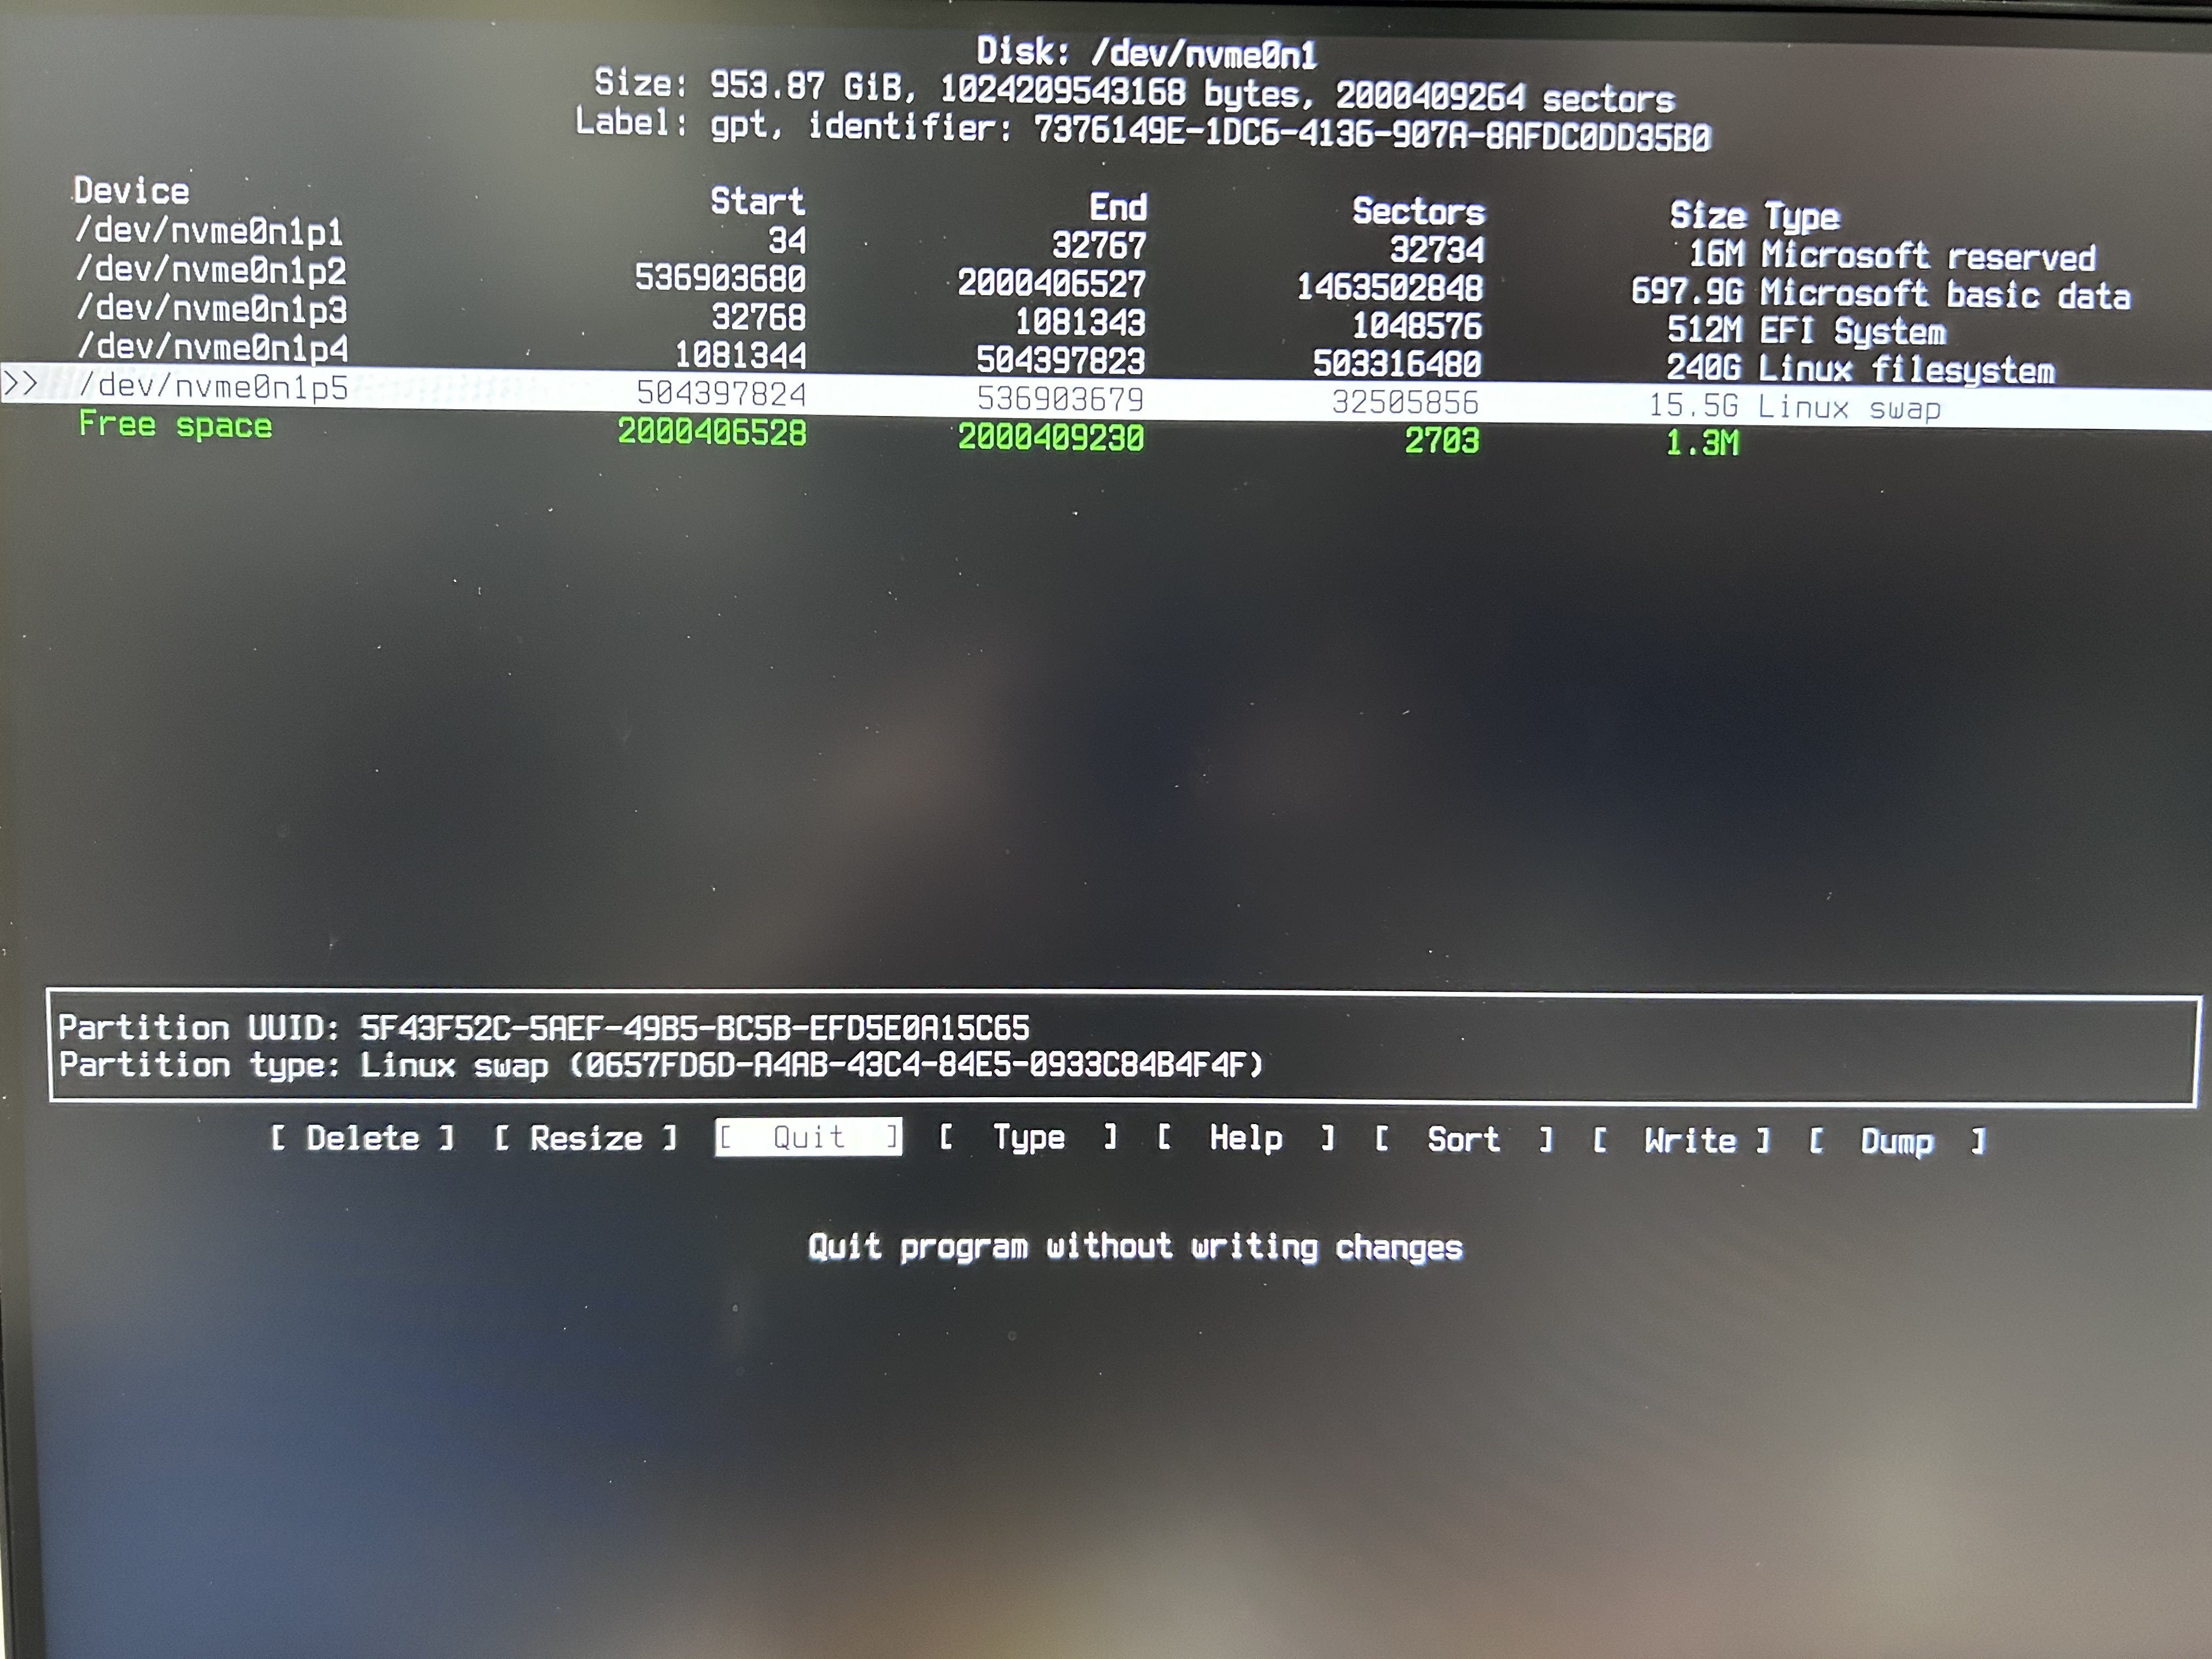 Disk: /dev/nvme0n1
Size: 953.87 GiB, 1024209543168 bytes, 2000409264 sectors
Label: gpt, identifier: 7376149E-1DC6-4136-907A-8AFDC0DD35B0
Device Start End Sectors Size Type
/dev/nvme0n1p1 34 32767 32734 16M Microsoft reserved
/dev/nvme0n1p2 536903680 2000406527 1463502848 697.9G Microsoft basic data
/dev/nvme0n1p3 32768 1081343 1048576 512M EFI System
/dev/nvme0n1p4 1081344 504397823 503316480 240G Linux filesystem
>> /dev/nvme0n1p5 504397824 536903679 32505856 15.5G Linux swap
Free space 2000406528 2000409230 2703 1.3M
Partition UUID: 5F43F52C-5AEF-49B5-BC5B-EFD5E0A15C65
Partition type: Linux swap (0657FD6D-A4AB-43C4-84E5-0933C84B4F4F)
[ Delete ] [ Resize ] [ Quit ] [ Type ] [ Help ] [ Sort ] [ Write ] [ Dump ]
Quit program without writing changes